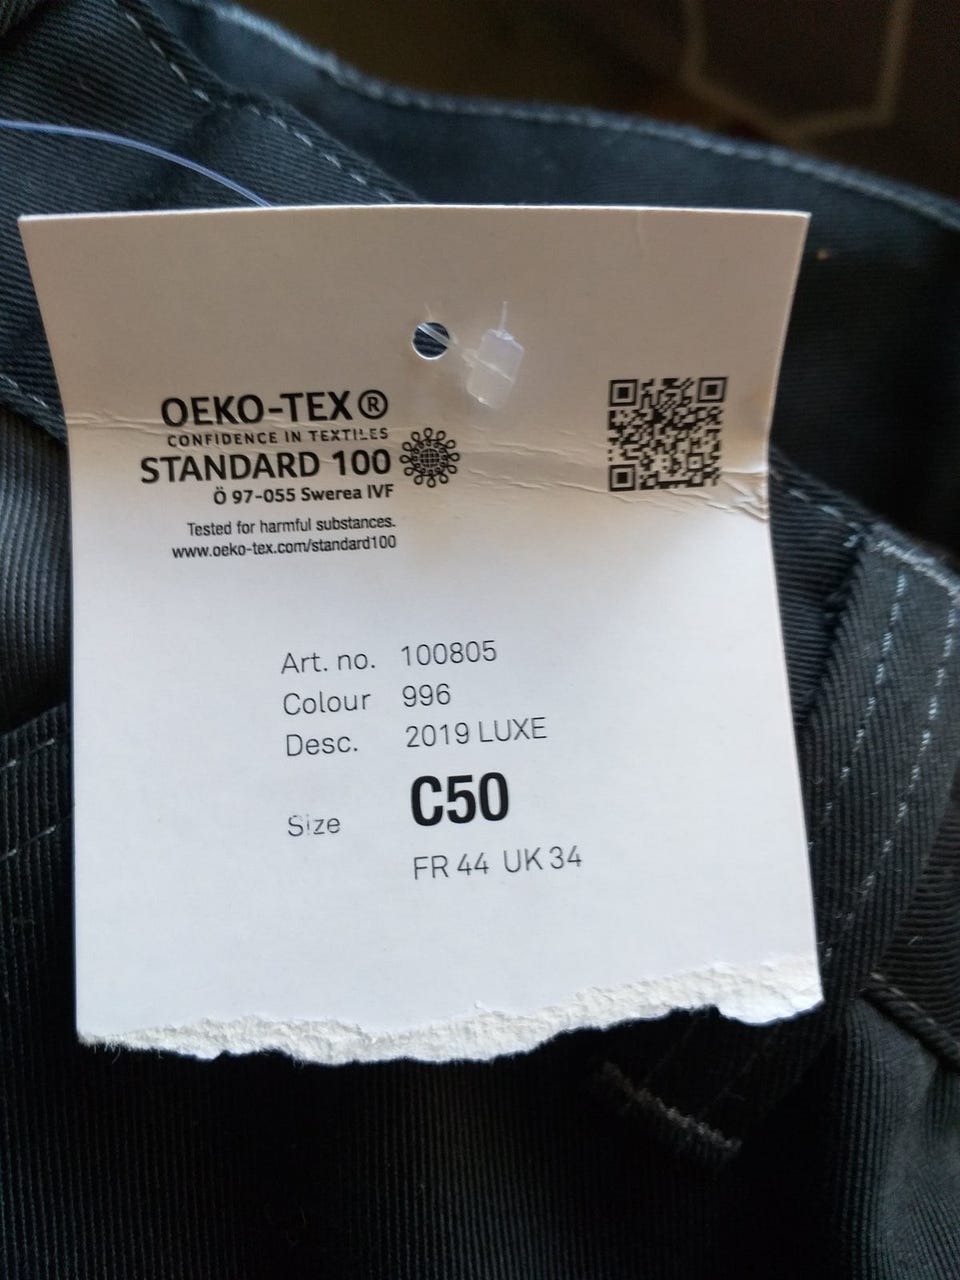 OEKO-TEX®
CONFIDENCE IN TEXTILES
STANDARD 100
Ö 97-055 Swerea IVF
Tested for harmful substances.
www.oeko-tex.com/standard100
Art. no. 100805
Colour 996
Desc. 2019 LUXE
Size C50
FR 44 UK 34